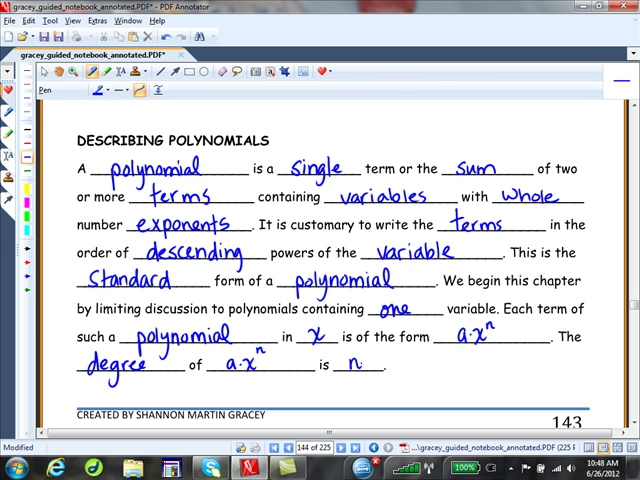 gracey_guided_notebook_annotated.PDF* - PDF Annotator
File Edit Tool View Extras Window Help
gracey_guided_notebook_annotated.PDF*
Pen
DESCRIBING POLYNOMIALS
A polynomial is a single term or the sum of two
or more terms containing variables with whole
number exponents. It is customary to write the terms in the
order of descending powers of the variable. This is the
Standard form of a polynomial. We begin this chapter
by limiting discussion to polynomials containing one variable. Each term of
such a polynomial in x is of the form a·xⁿ. The
degree of a·xⁿ is n.
CREATED BY SHANNON MARTIN GRACEY
143
Modified
144 of 225
gracey_guided_notebook_annotated.PDF (225 P
100%
10:48 AM
6/26/2012